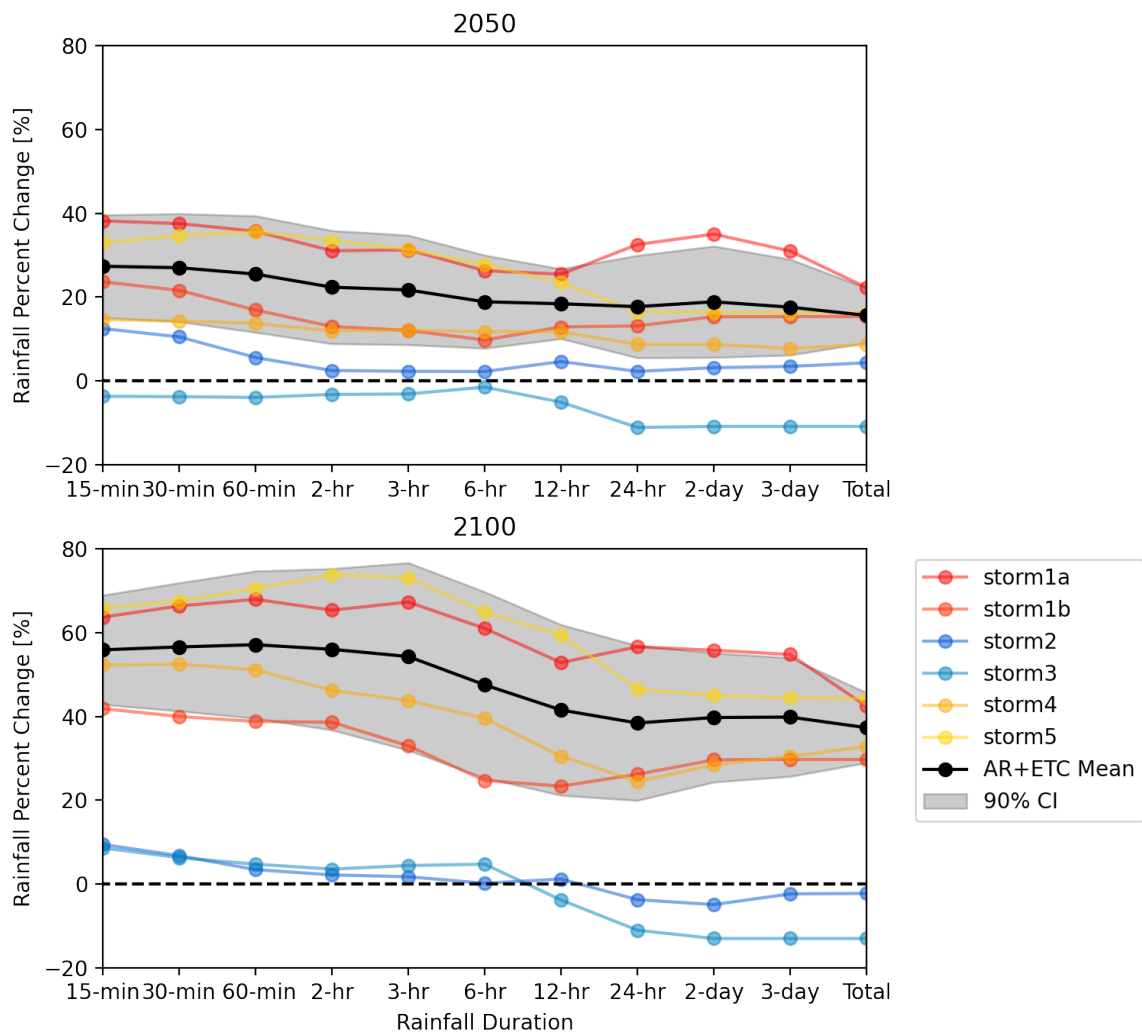 2050
Rainfall Percent Change [%]
80
60
40
20
0
−20
15-min 30-min 60-min 2-hr 3-hr 6-hr 12-hr 24-hr 2-day 3-day Total
2100
Rainfall Percent Change [%]
80
60
40
20
0
−20
15-min 30-min 60-min 2-hr 3-hr 6-hr 12-hr 24-hr 2-day 3-day Total
Rainfall Duration
storm1a
storm1b
storm2
storm3
storm4
storm5
AR+ETC Mean
90% CI